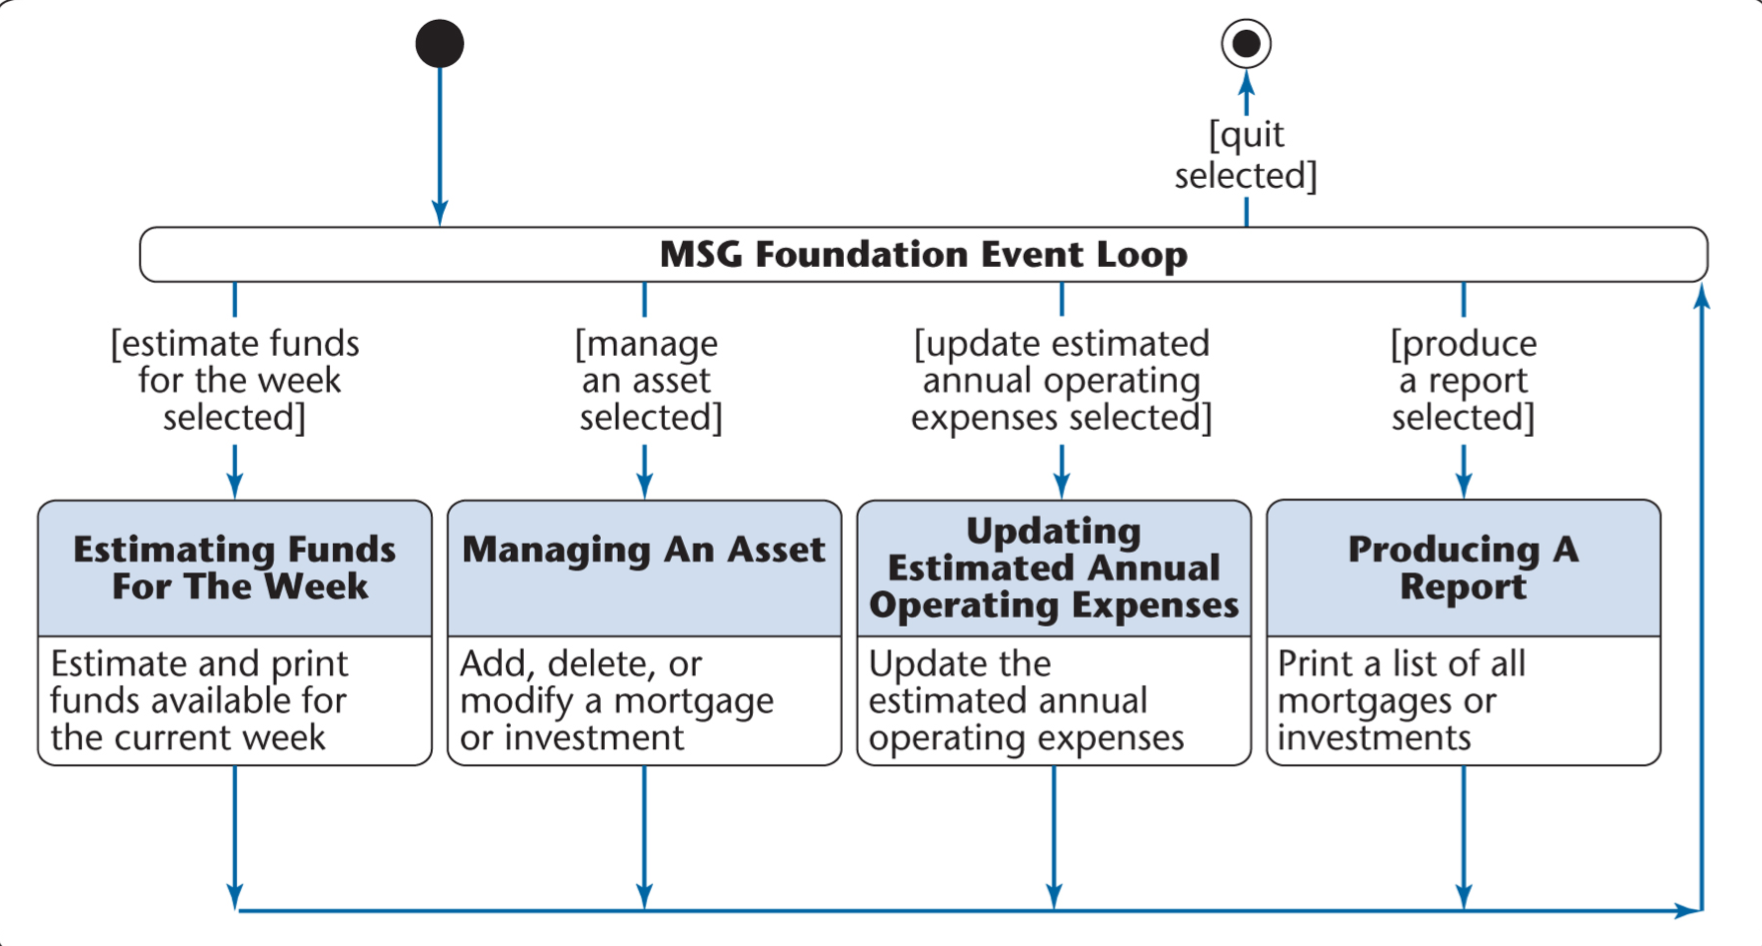 [quit
selected]
MSG Foundation Event Loop
[estimate funds
for the week
selected]
[manage
an asset
selected]
[update estimated
annual operating
expenses selected]
[produce
a report
selected]
Estimating Funds
For The Week
Estimate and print
funds available for
the current week
Managing An Asset
Add, delete, or
modify a mortgage
or investment
Updating
Estimated Annual
Operating Expenses
Update the
estimated annual
operating expenses
Producing A
Report
Print a list of all
mortgages or
investments